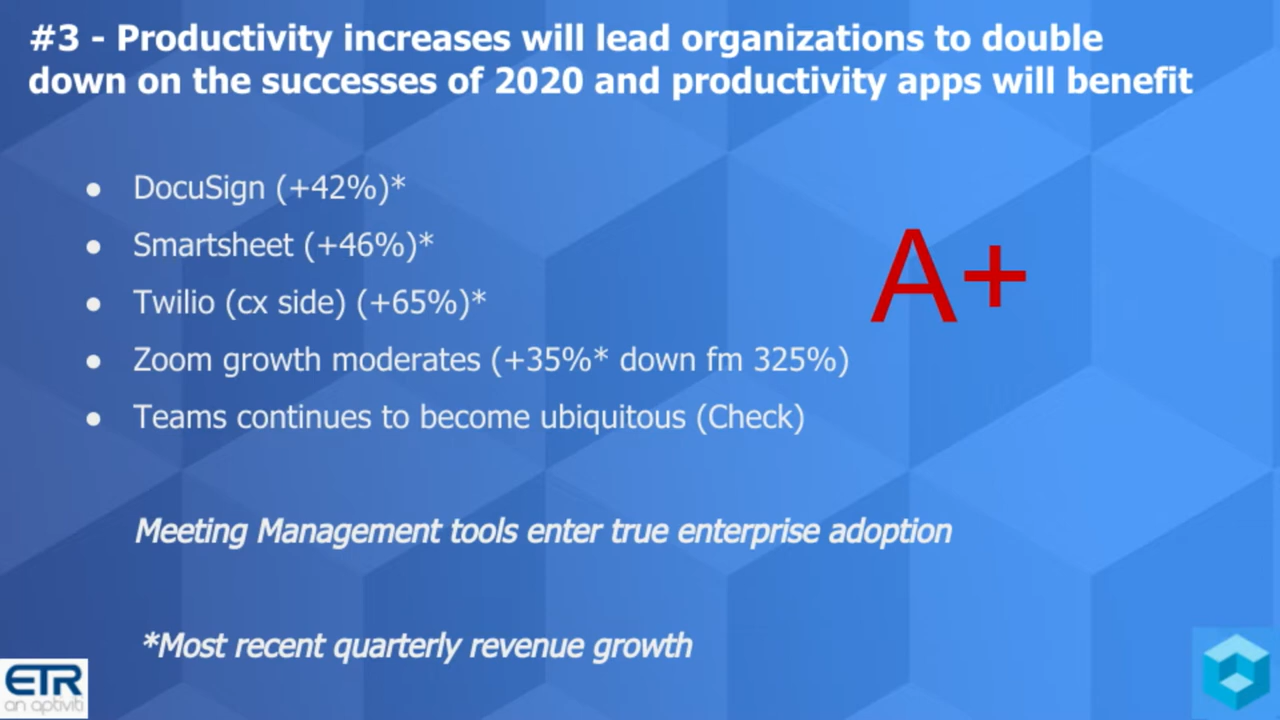 #3 - Productivity increases will lead organizations to double
down on the successes of 2020 and productivity apps will benefit
● DocuSign (+42%)*
● Smartsheet (+46%)*
● Twilio (cx side) (+65%)*
● Zoom growth moderates (+35%* down fm 325%)
● Teams continues to become ubiquitous (Check)
A+
Meeting Management tools enter true enterprise adoption
*Most recent quarterly revenue growth
ETR
an aptiviti